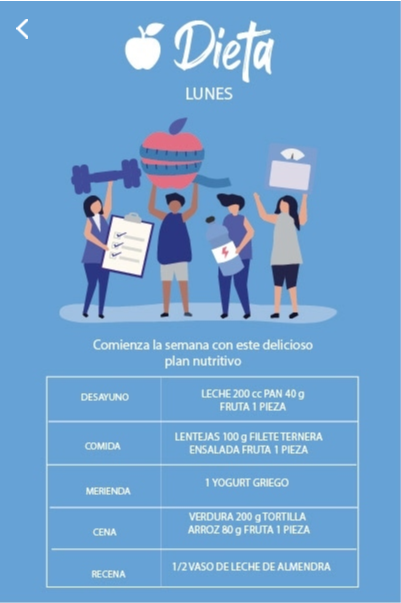 Dieta
LUNES
Comienza la semana con este delicioso
plan nutritivo
DESAYUNO
LECHE 200 cc PAN 40 g
FRUTA 1 PIEZA
COMIDA
LENTEJAS 100 g FILETE TERNERA
ENSALADA FRUTA 1 PIEZA
MERIENDA
1 YOGURT GRIEGO
CENA
VERDURA 200 g TORTILLA
ARROZ 80 g FRUTA 1 PIEZA
RECENA
1/2 VASO DE LECHE DE ALMENDRA